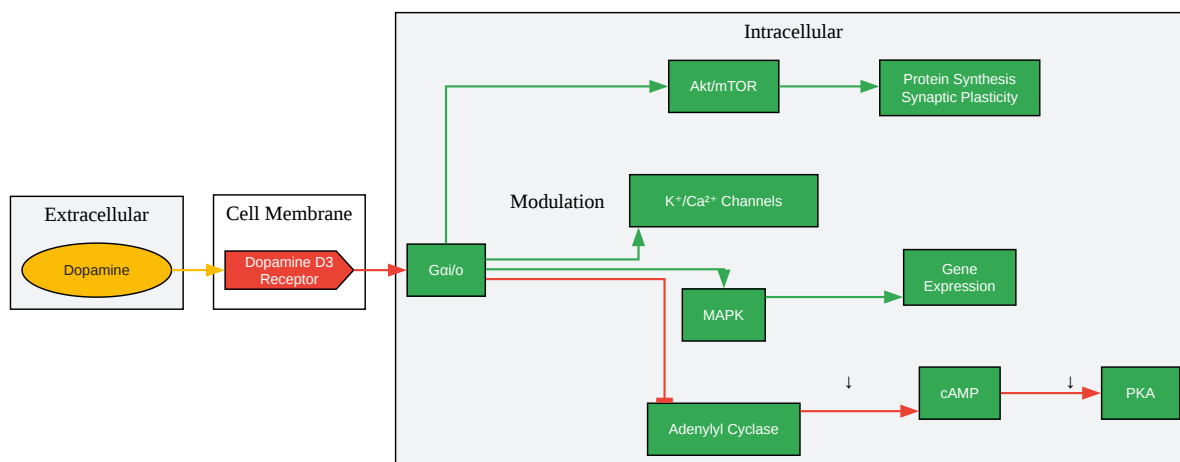 Intracellular
Akt/mTOR
Protein Synthesis
Synaptic Plasticity
Modulation
K⁺/Ca²⁺ Channels
Extracellular
Cell Membrane
Dopamine
Dopamine D3
Receptor
Gαi/o
Gene
Expression
MAPK
↓
↓
cAMP
PKA
Adenylyl Cyclase